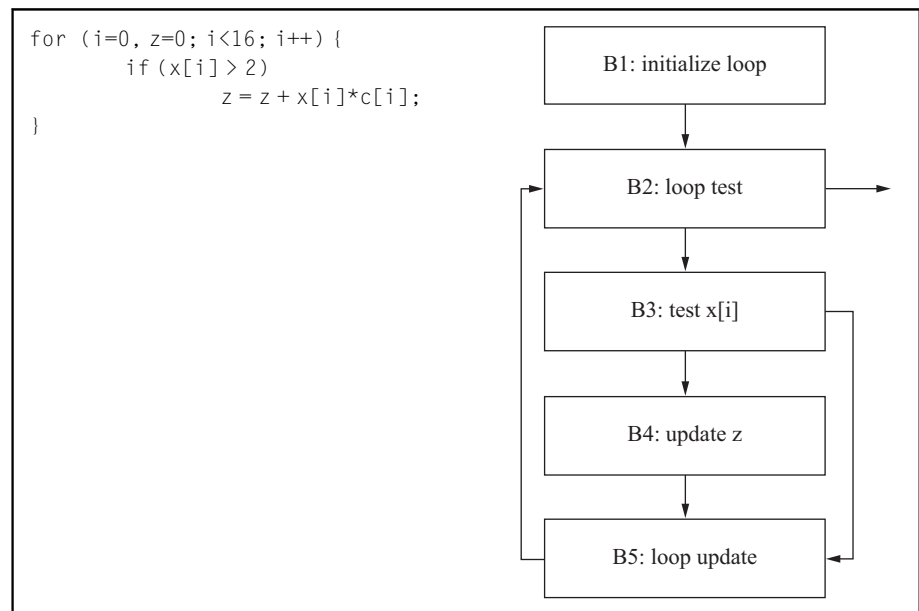 for (i=0, z=0; i<16; i++) {
if (x[i] > 2)
z = z + x[i]*c[i];
}
B1: initialize loop
B2: loop test
B3: test x[i]
B4: update z
B5: loop update